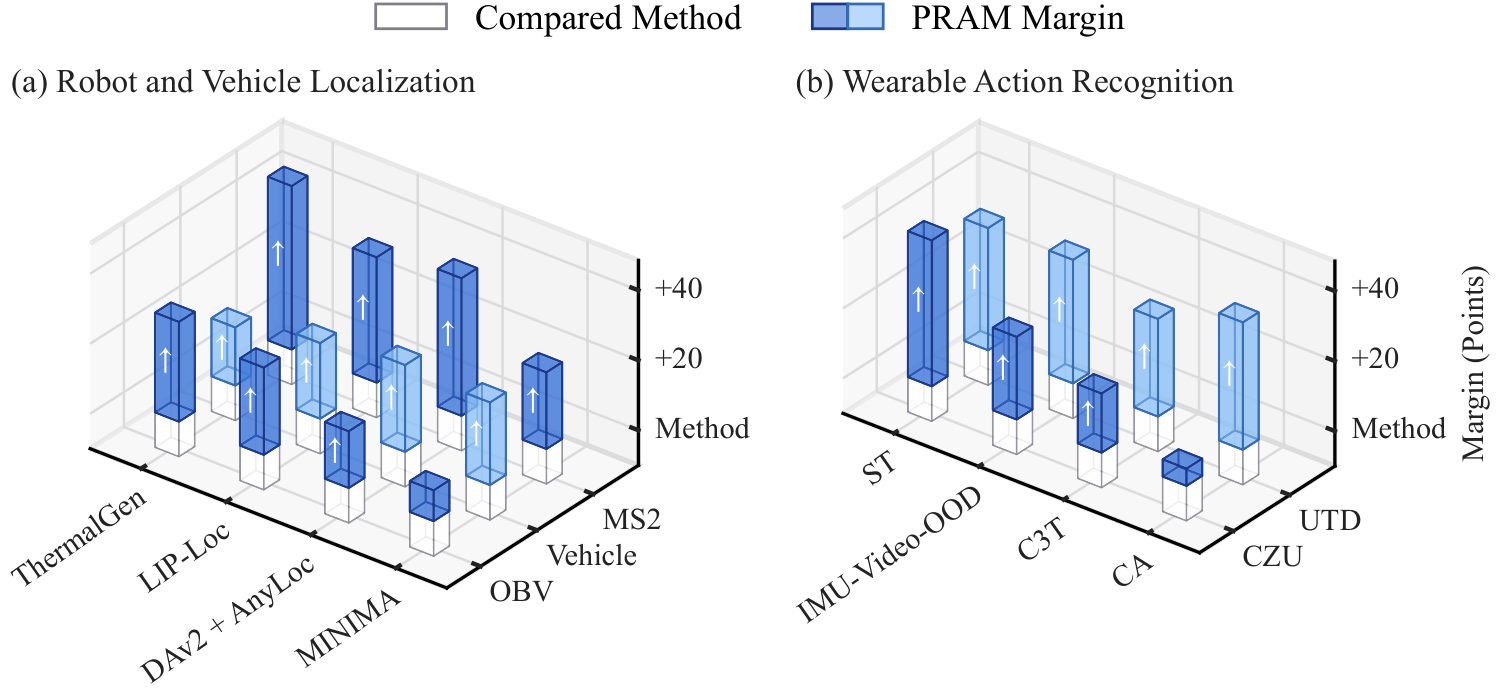 Compared Method
PRAM Margin
(a) Robot and Vehicle Localization
(b) Wearable Action Recognition
+40
+20
Method
ThermalGen
LIP-Loc
DAv2 + AnyLoc
MINIMA
OBV
Vehicle
MS2
+40
+20
Method
Margin (Points)
ST
IMU-Video-OOD
C3T
CA
CZU
UTD